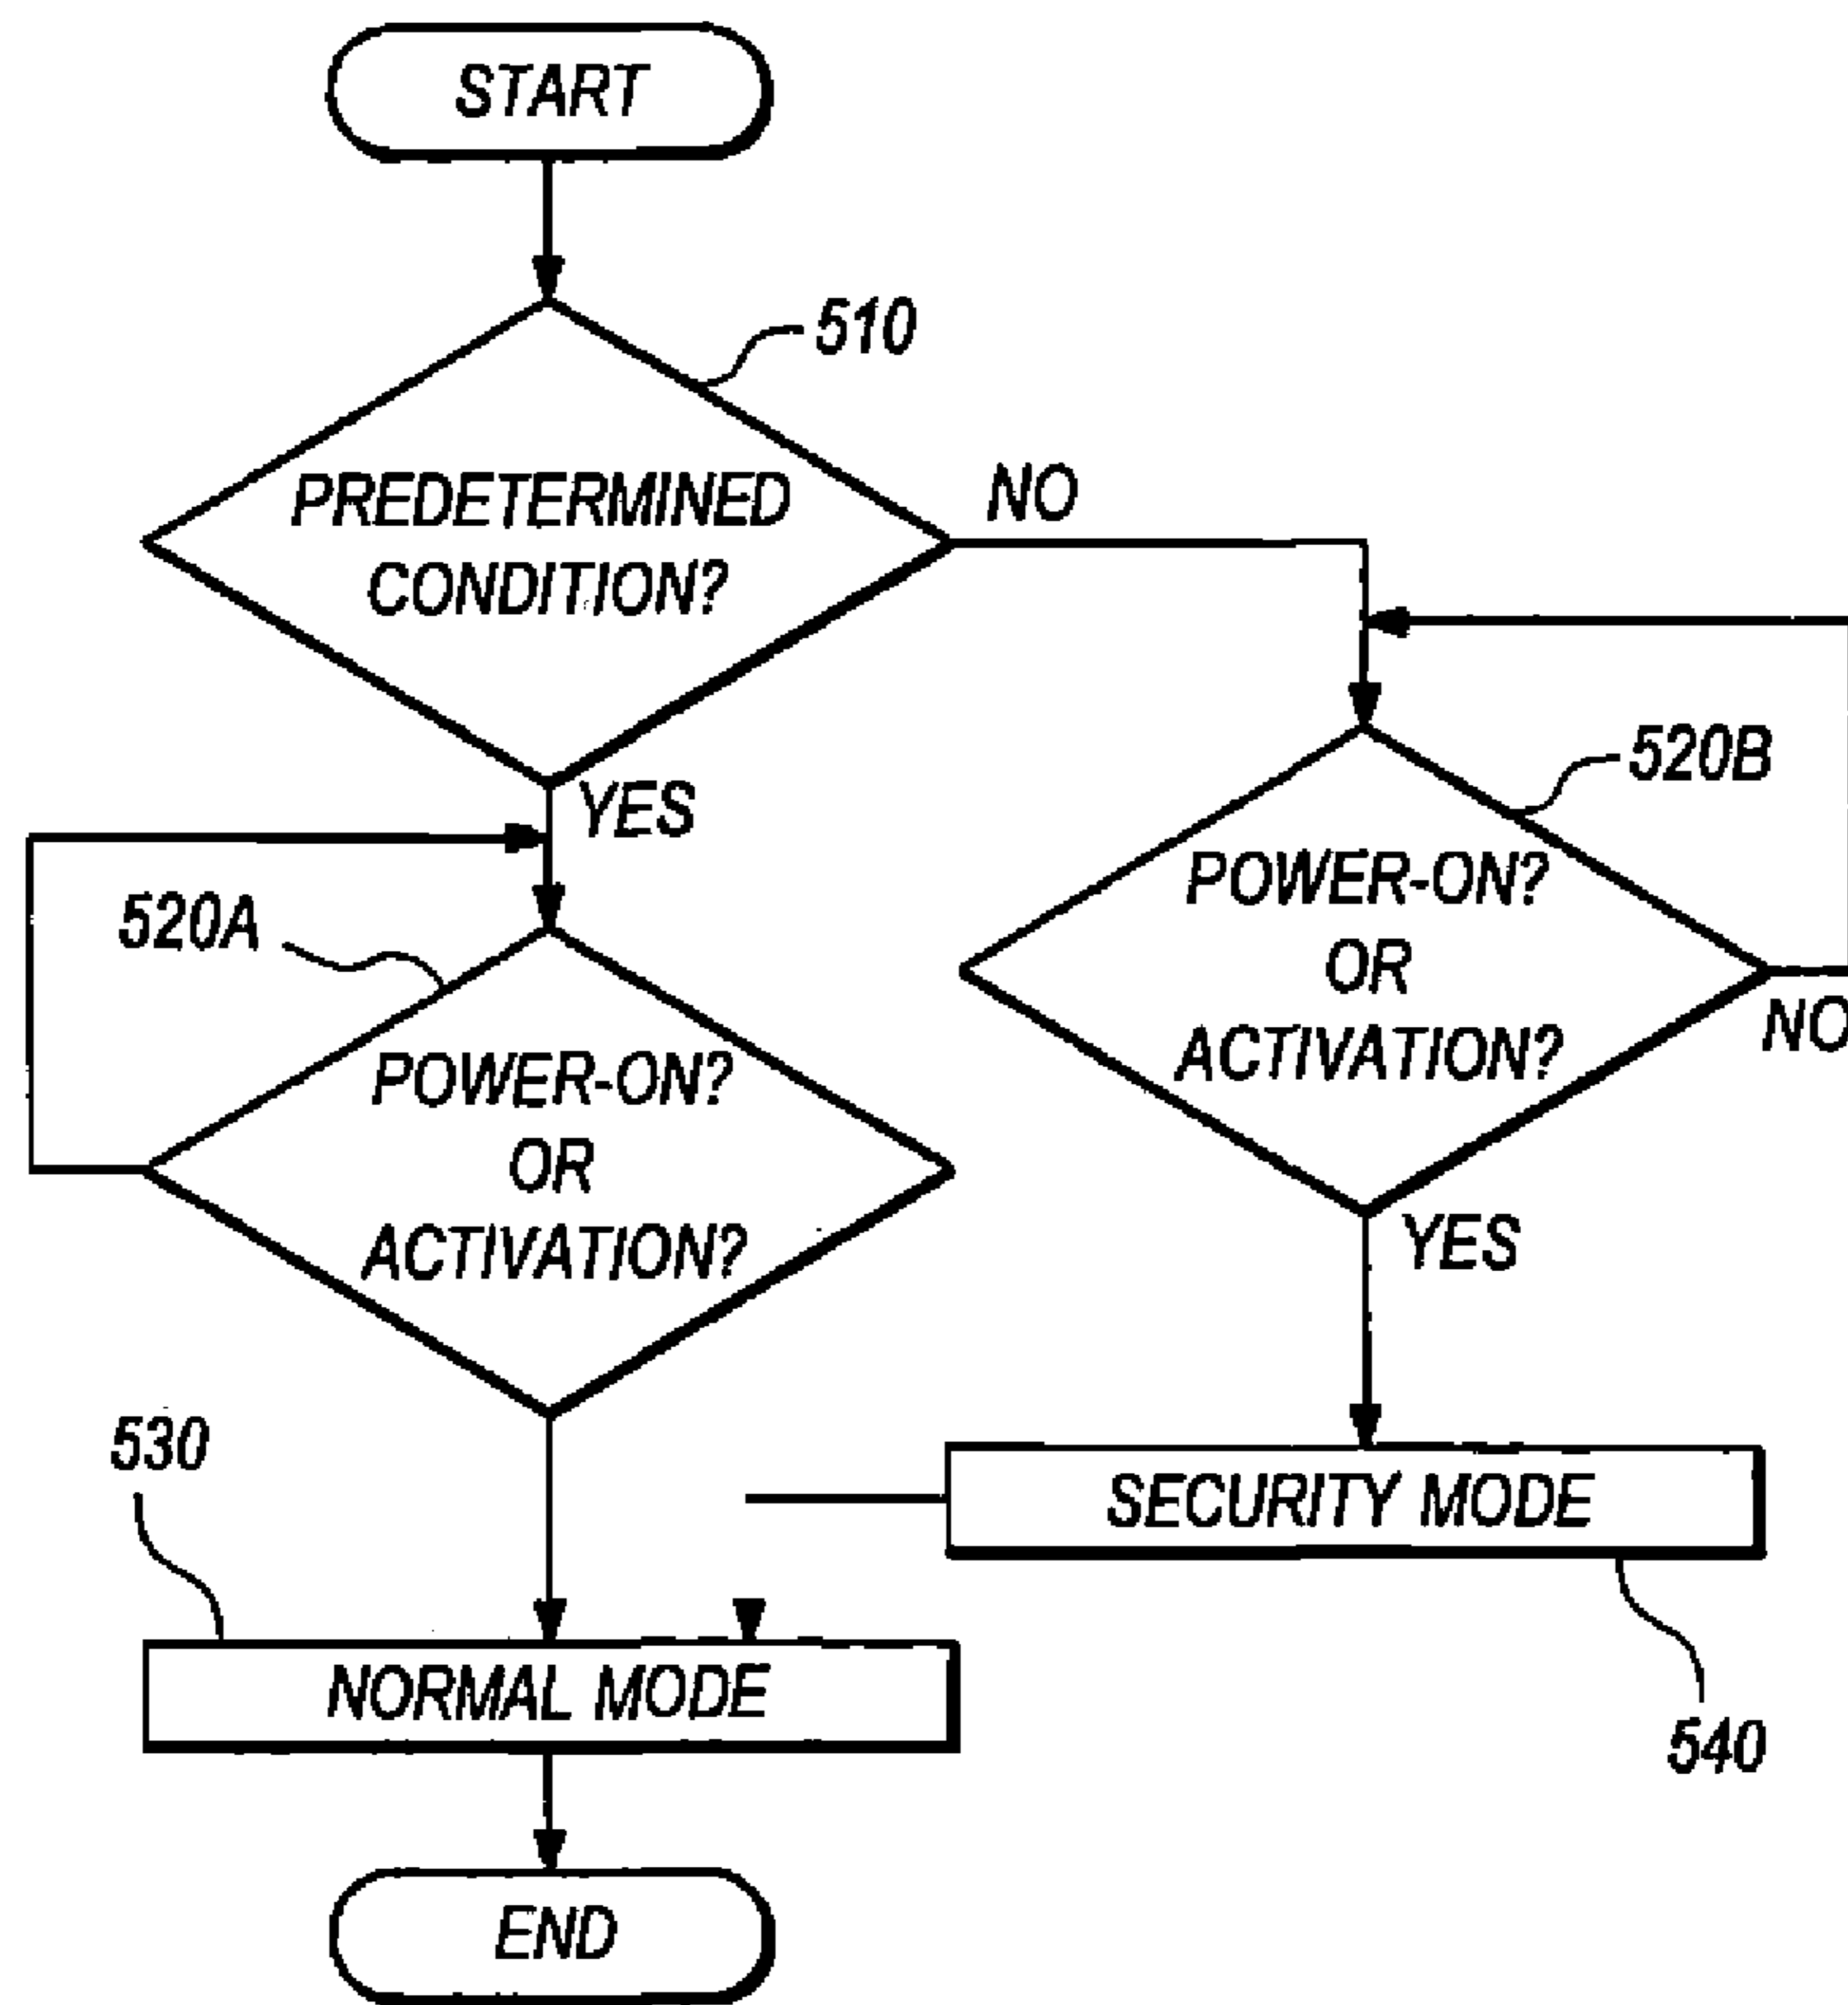 START
510
PREDETERMINED
CONDITION?
NO
YES
520B
POWER-ON?
OR
ACTIVATION?
NO
YES
520A
POWER-ON?
OR
ACTIVATION?
530
SECURITY MODE
540
NORMAL MODE
END